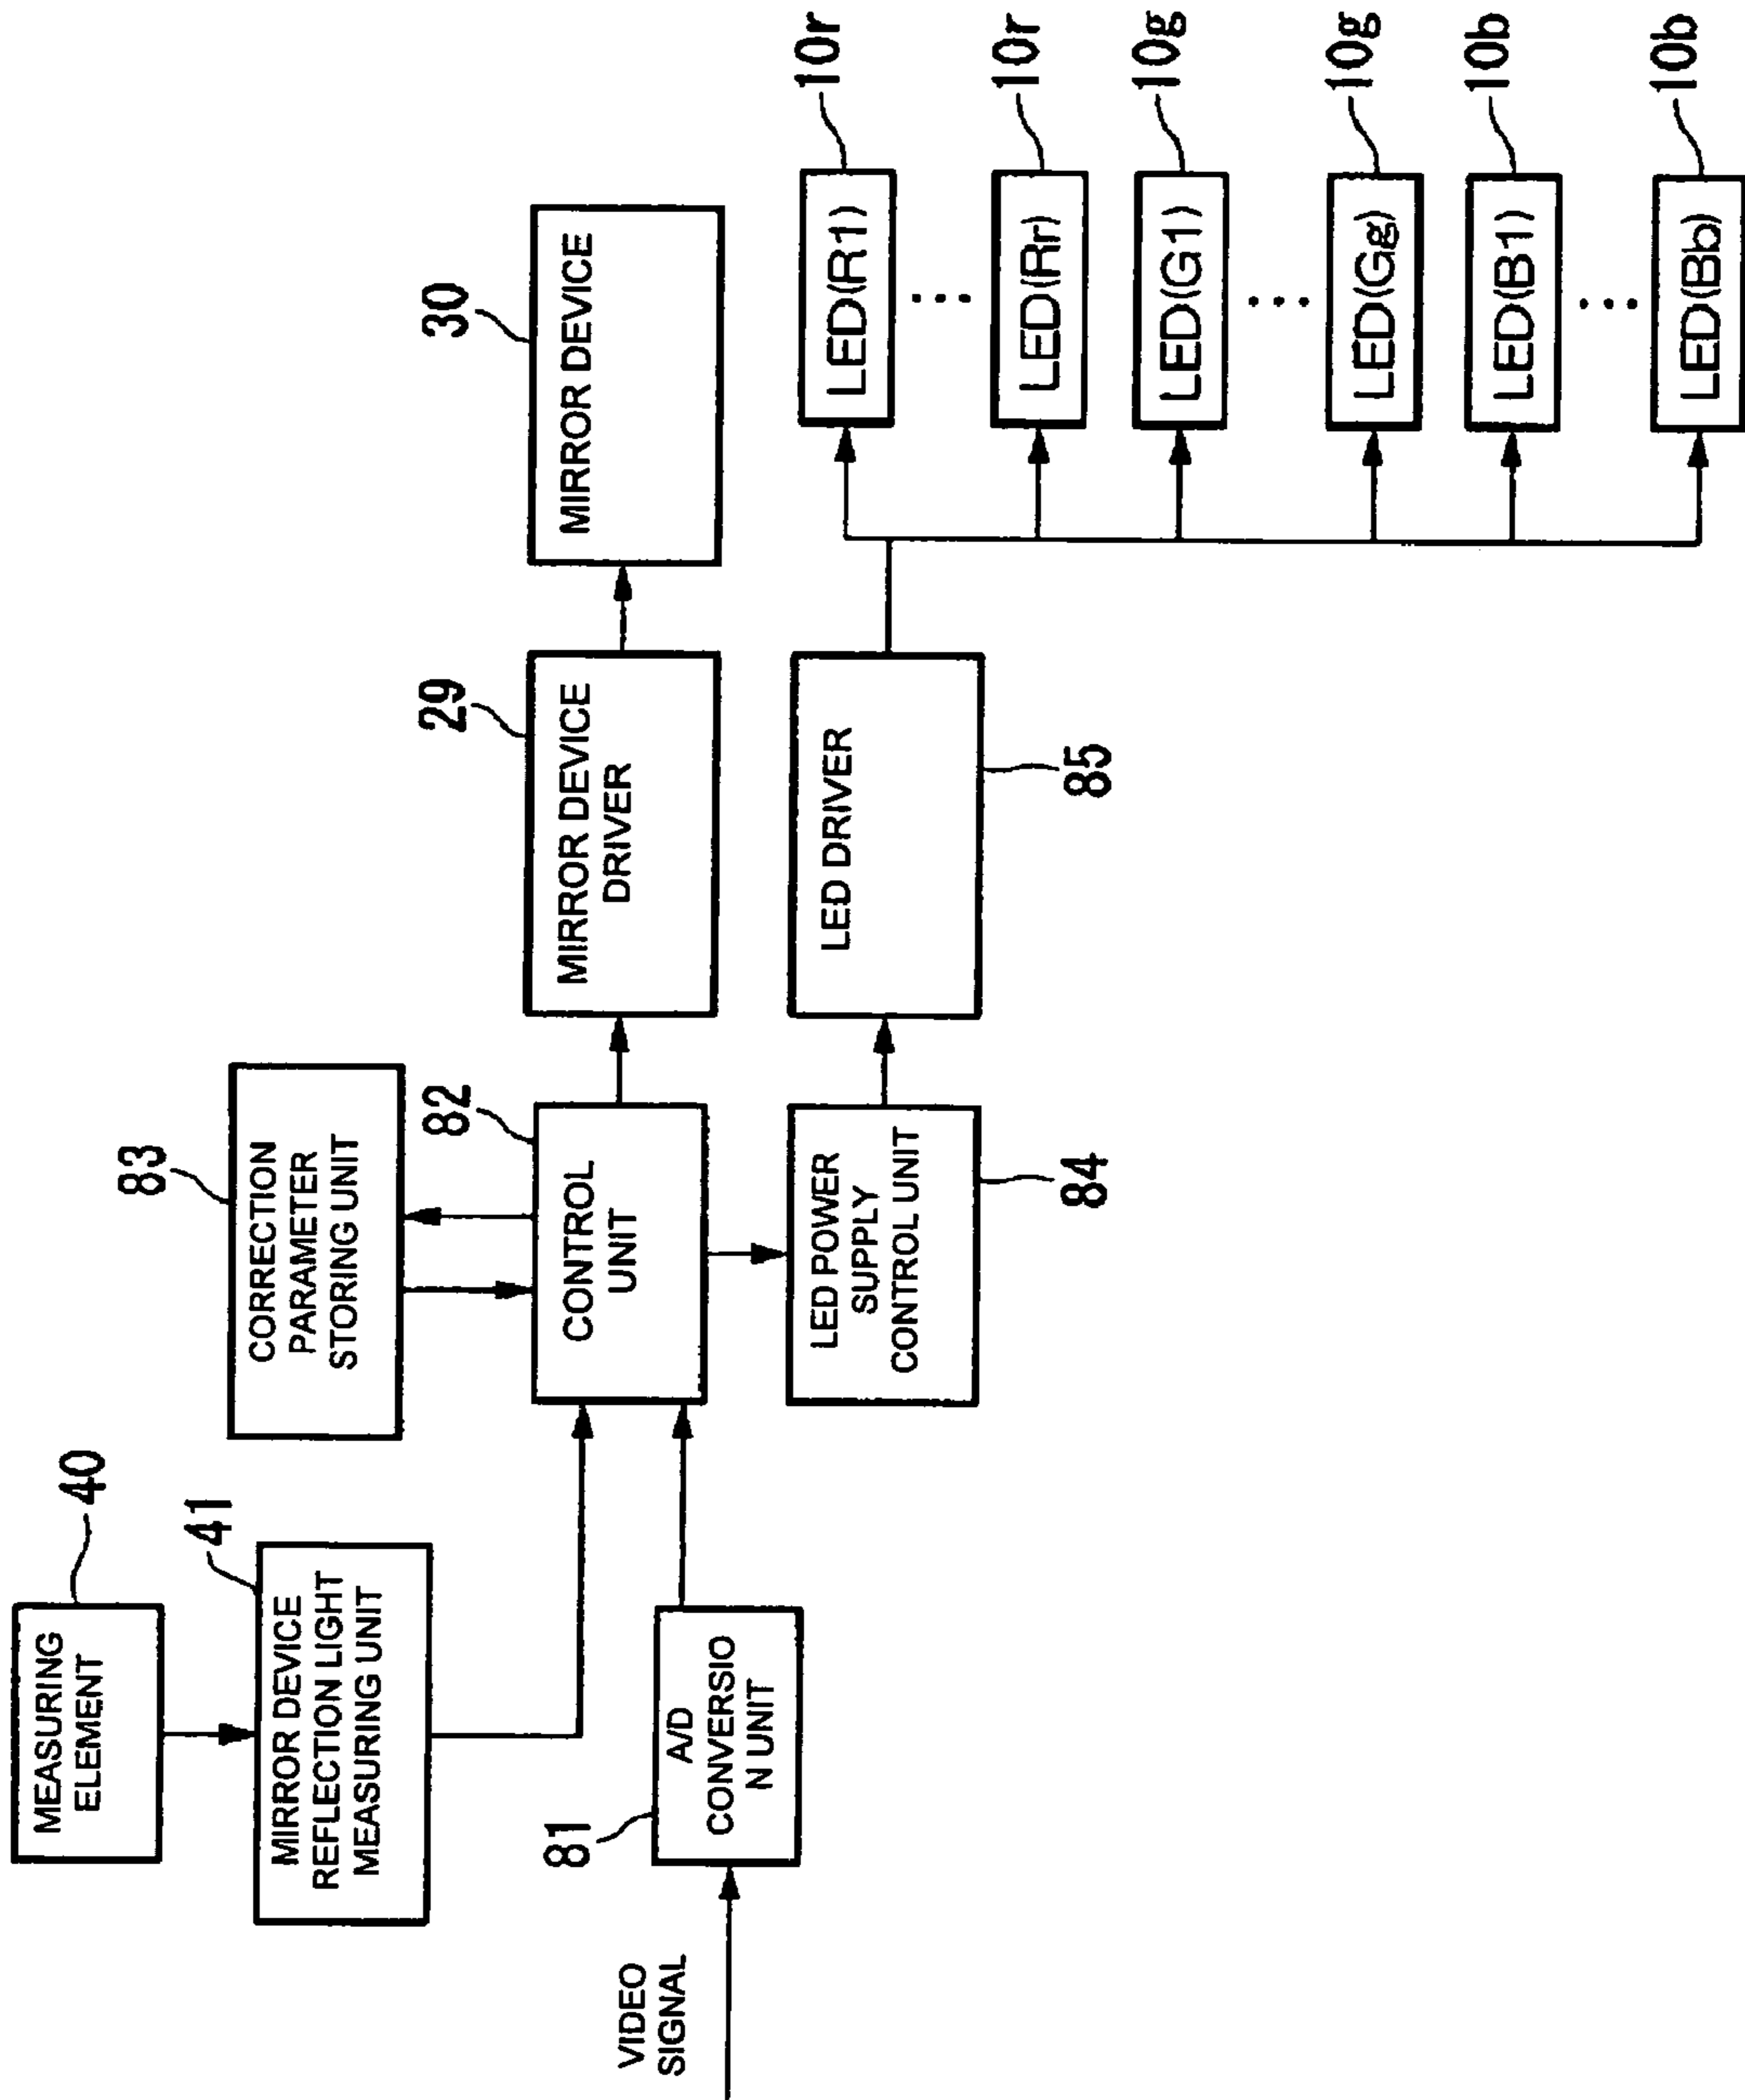 40
MEASURING
ELEMENT
41
MIRROR DEVICE
REFLECTION LIGHT
MEASURING UNIT
83
CORRECTION
PARAMETER
STORING UNIT
82
CONTROL
UNIT
29
MIRROR DEVICE
DRIVER
30
MIRROR DEVICE
VIDEO
SIGNAL
81
A/D
CONVERSIO
N UNIT
LED POWER
SUPPLY
CONTROL UNIT
84
LED DRIVER
85
LED(R1)
10r
LED(Rr)
10r
LED(G1)
10g
LED(Gg)
10g
LED(B1)
10b
LED(Bb)
10b